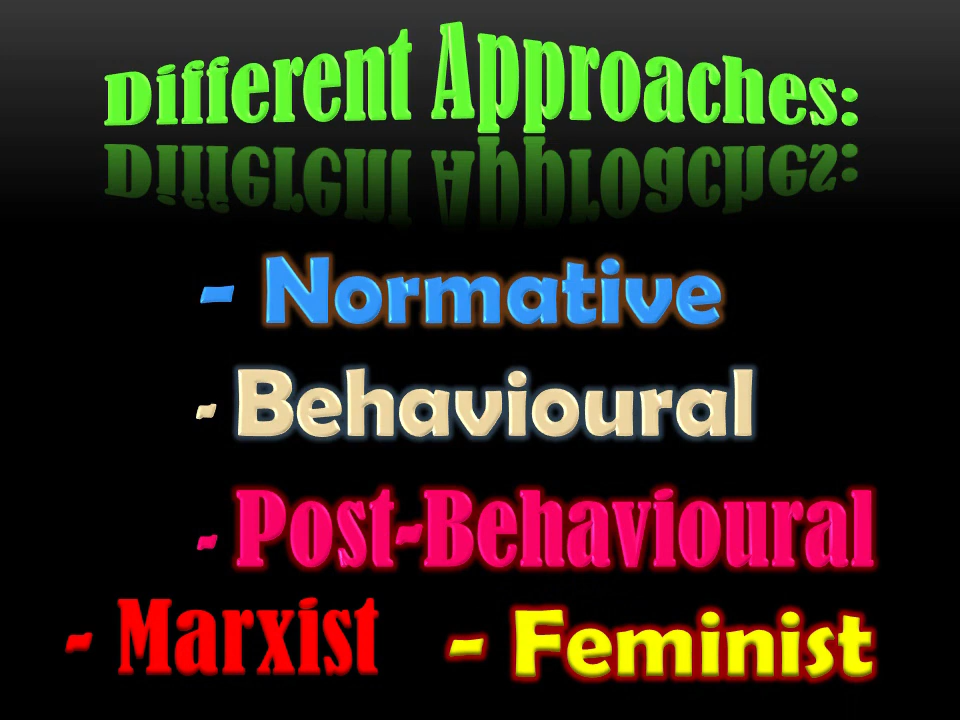 Different Approaches:
- Normative
- Behavioural
- Post-Behavioural
- Marxist - Feminist